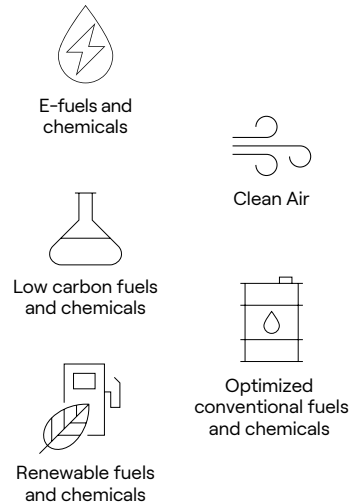 E-fuels and
chemicals
Clean Air
Low carbon fuels
and chemicals
Optimized
conventional fuels
and chemicals
Renewable fuels
and chemicals